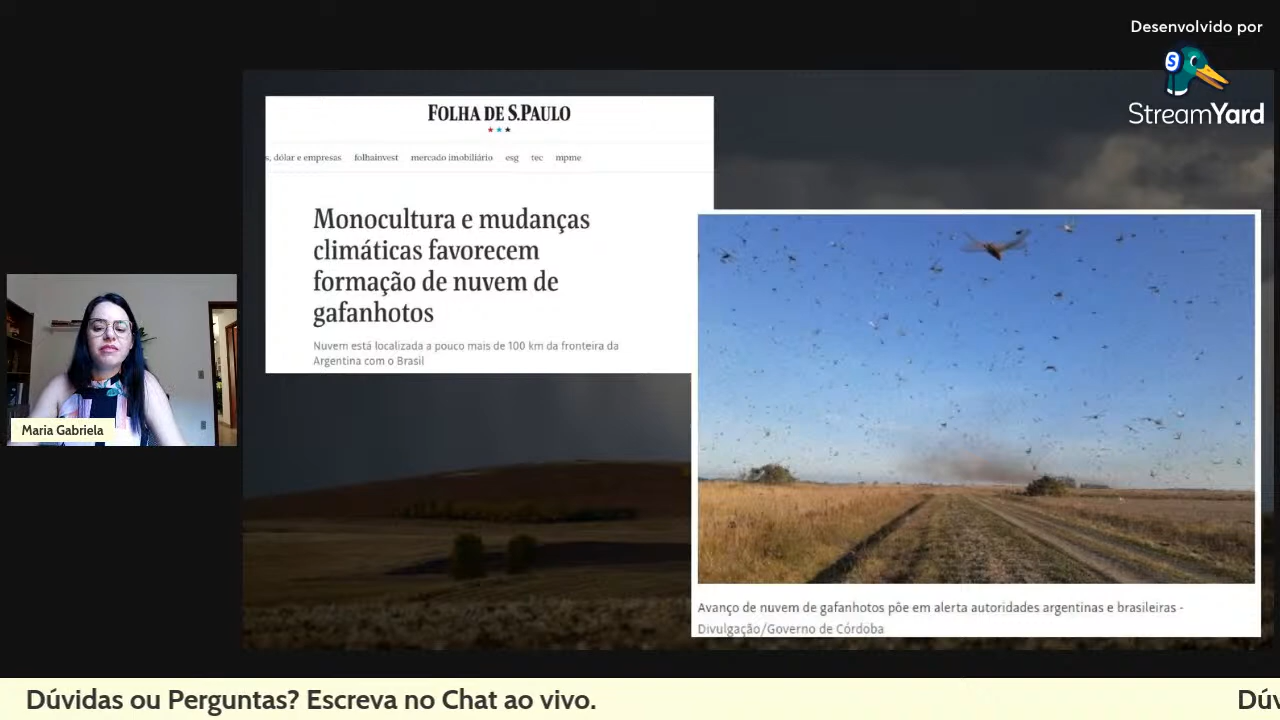 Desenvolvido por
StreamYard
FOLHA DE S.PAULO
s, dólar e empresas folhainvest mercado imobiliário esg tec mpme
Monocultura e mudanças
climáticas favorecem
formação de nuvem de
gafanhotos
Nuvem está localizada a pouco mais de 100 km da fronteira da
Argentina com o Brasil
Maria Gabriela
Avanço de nuvem de gafanhotos põe em alerta autoridades argentinas e brasileiras -
Divulgação/Governo de Córdoba
Dúvidas ou Perguntas? Escreva no Chat ao vivo. Dúv